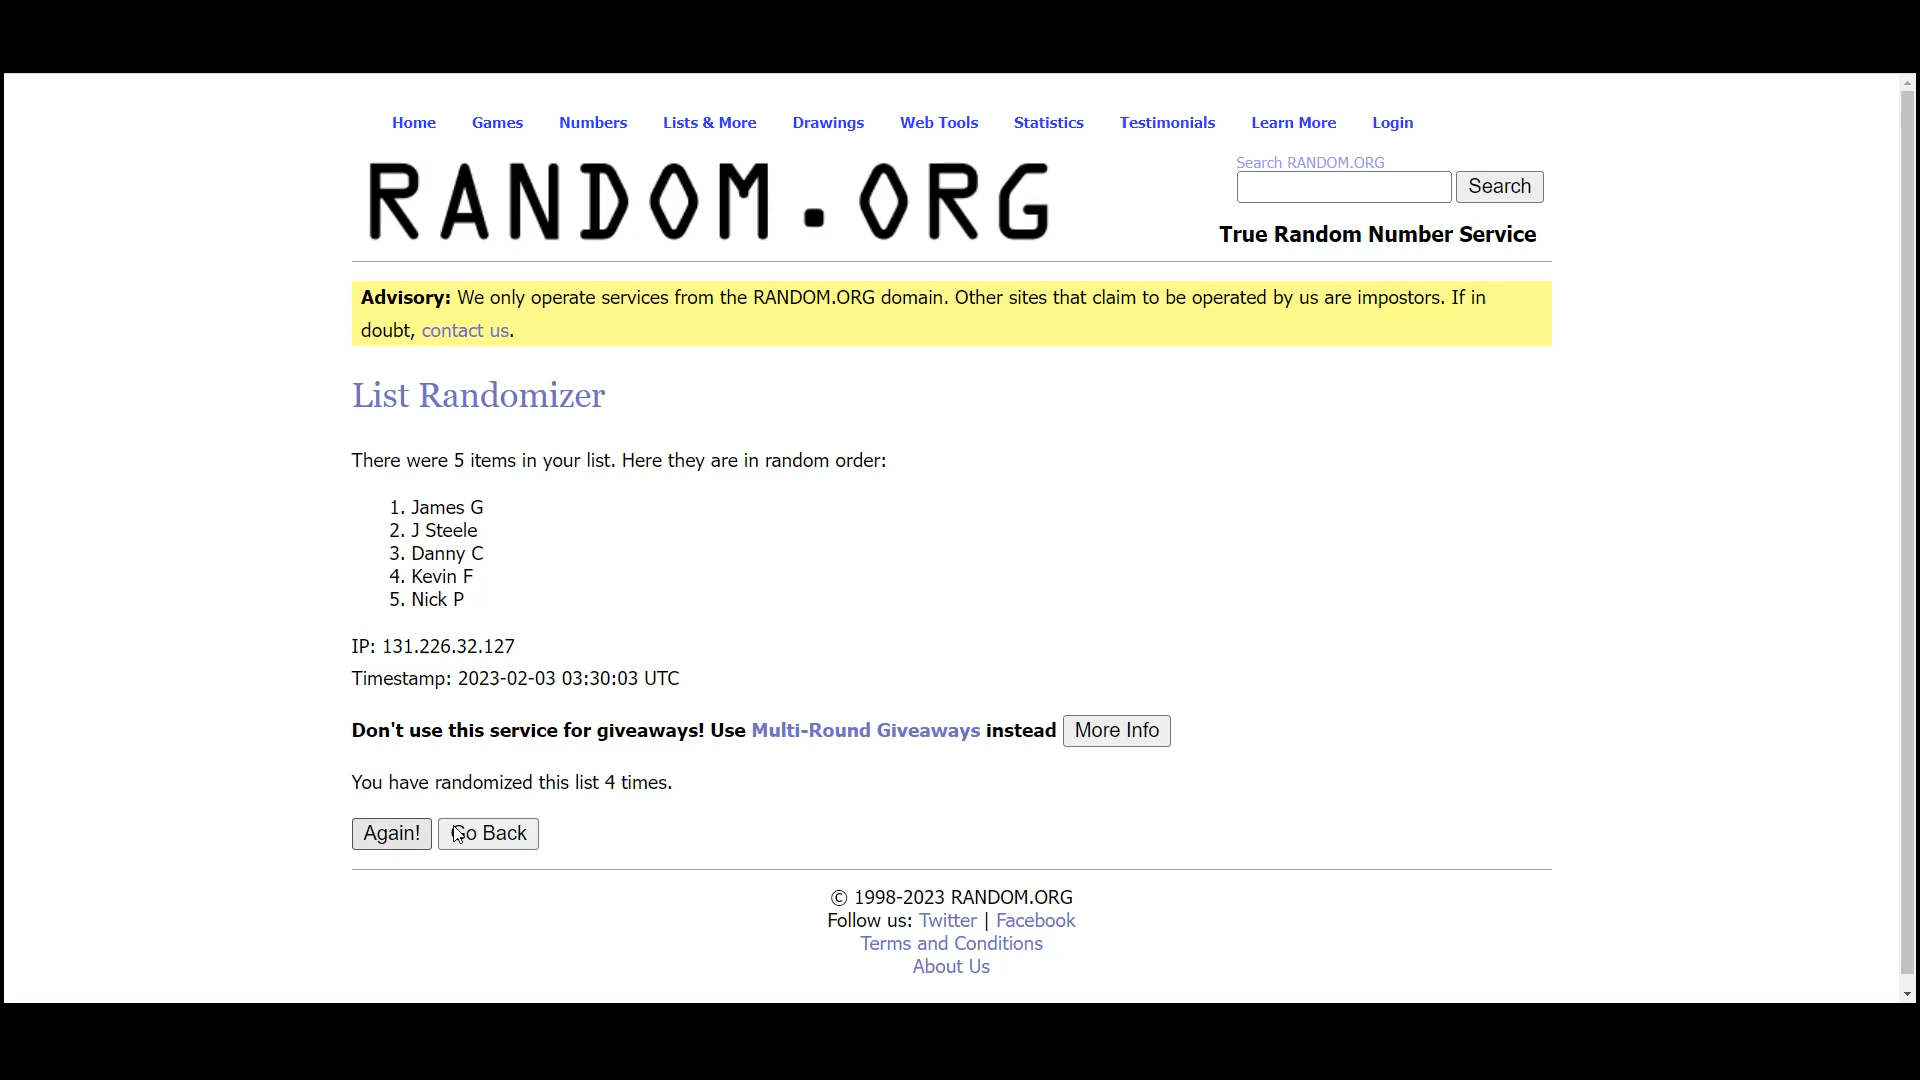 Home Games Numbers Lists & More Drawings Web Tools Statistics Testimonials Learn More Login
RANDOM.ORG
Search RANDOM.ORG
Search
True Random Number Service
Advisory: We only operate services from the RANDOM.ORG domain. Other sites that claim to be operated by us are impostors. If in
doubt, contact us.
List Randomizer
There were 5 items in your list. Here they are in random order:
1. James G
2. J Steele
3. Danny C
4. Kevin F
5. Nick P
IP: 131.226.32.127
Timestamp: 2023-02-03 03:30:03 UTC
Don't use this service for giveaways! Use Multi-Round Giveaways instead More Info
You have randomized this list 4 times.
Again! Go Back
© 1998-2023 RANDOM.ORG
Follow us: Twitter | Facebook
Terms and Conditions
About Us